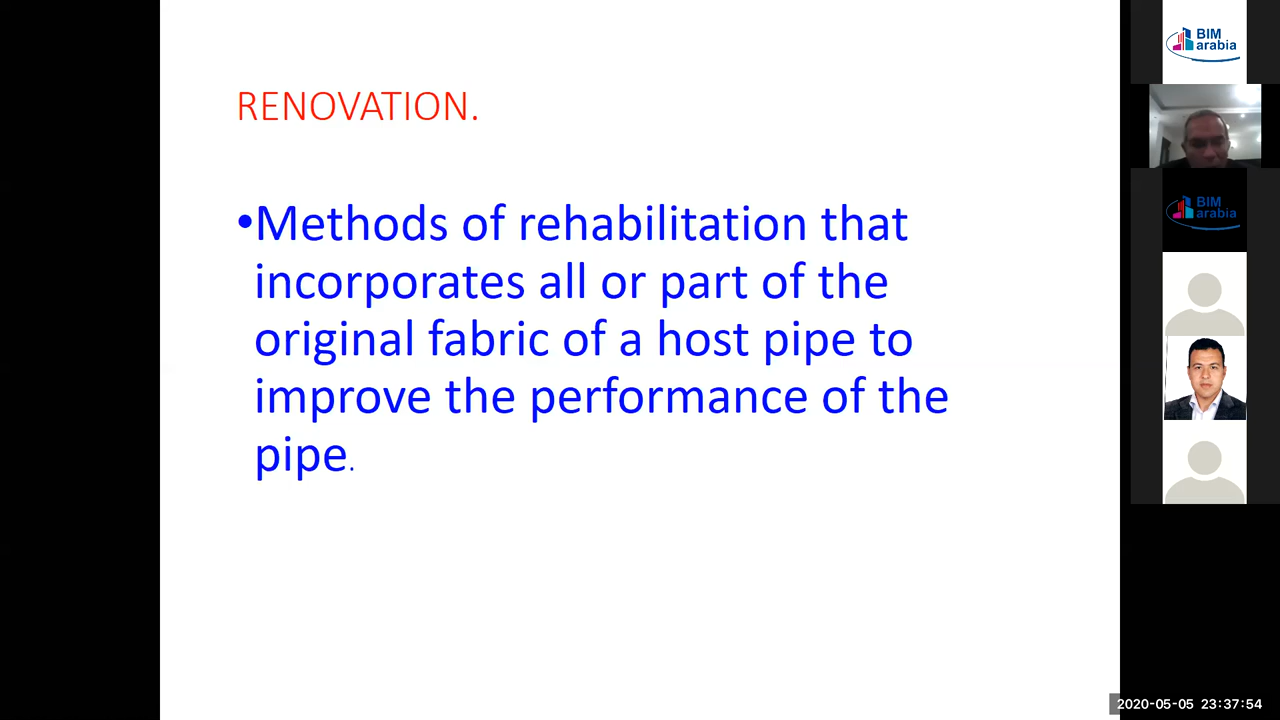 RENOVATION.
•Methods of rehabilitation that
incorporates all or part of the
original fabric of a host pipe to
improve the performance of the
pipe.
BIM
arabia
BIM
arabia
2020-05-05 23:37:54